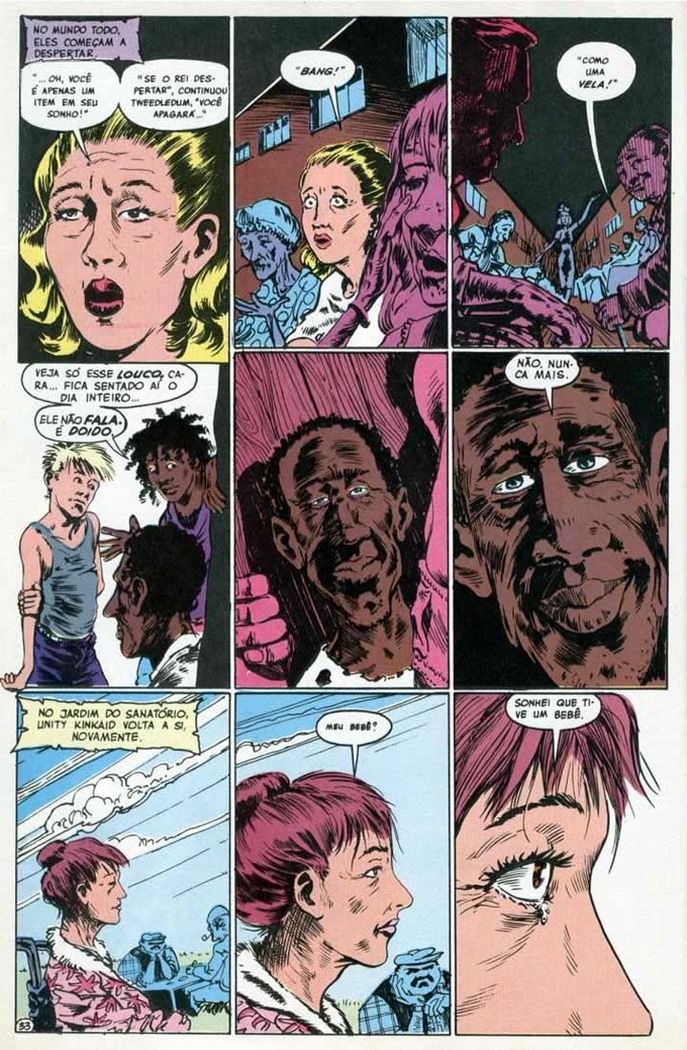 NO MUNDO TODO,
ELES COMEÇAM A
DESPERTAR...
"...OH, VOCÊ
É APENAS UM
ITEM EM SEU
SONHO!"
"SE O REI DES-
PERTAR", CONTINUOU
TWEEDLEDUM, "VOCÊ
APAGARÁ..."
"BANG!"
"COMO
UMA
VELA!"
VEJA SÓ ESSE LOUCO, CA-
RA... FICA SENTADO AÍ O
DIA INTEIRO...
ELE NÃO FALA.
É DOIDO.
NÃO, NUN-
CA MAIS.
NO JARDIM DO SANATÓRIO,
UNITY KINKAID VOLTA A SI,
NOVAMENTE.
MEU BEBÊ?
SONHEI QUE TI-
VE UM BEBÊ.
33